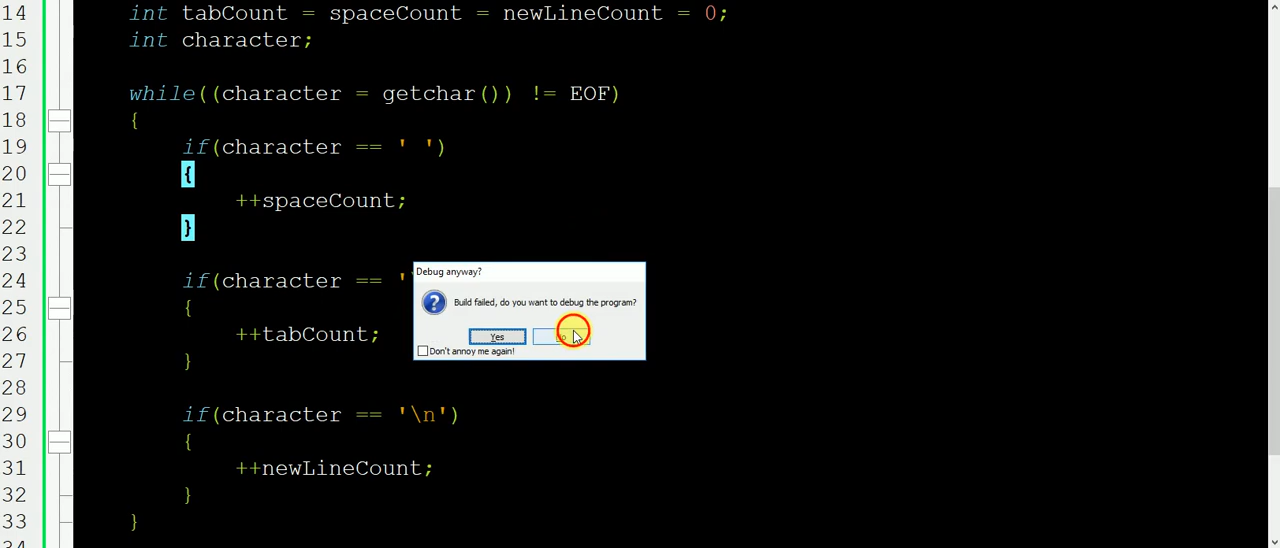 14 int tabCount = spaceCount = newLineCount = 0;
15 int character;
16
17 while((character = getchar()) != EOF)
18 {
19 if(character == ' ')
20 {
21 ++spaceCount;
22 }
23
24 if(character == '
25 {
26 ++tabCount;
27 }
28
29 if(character == '\n')
30 {
31 ++newLineCount;
32 }
33 }
Debug anyway?
Build failed, do you want to debug the program?
Yes
Don't annoy me again!